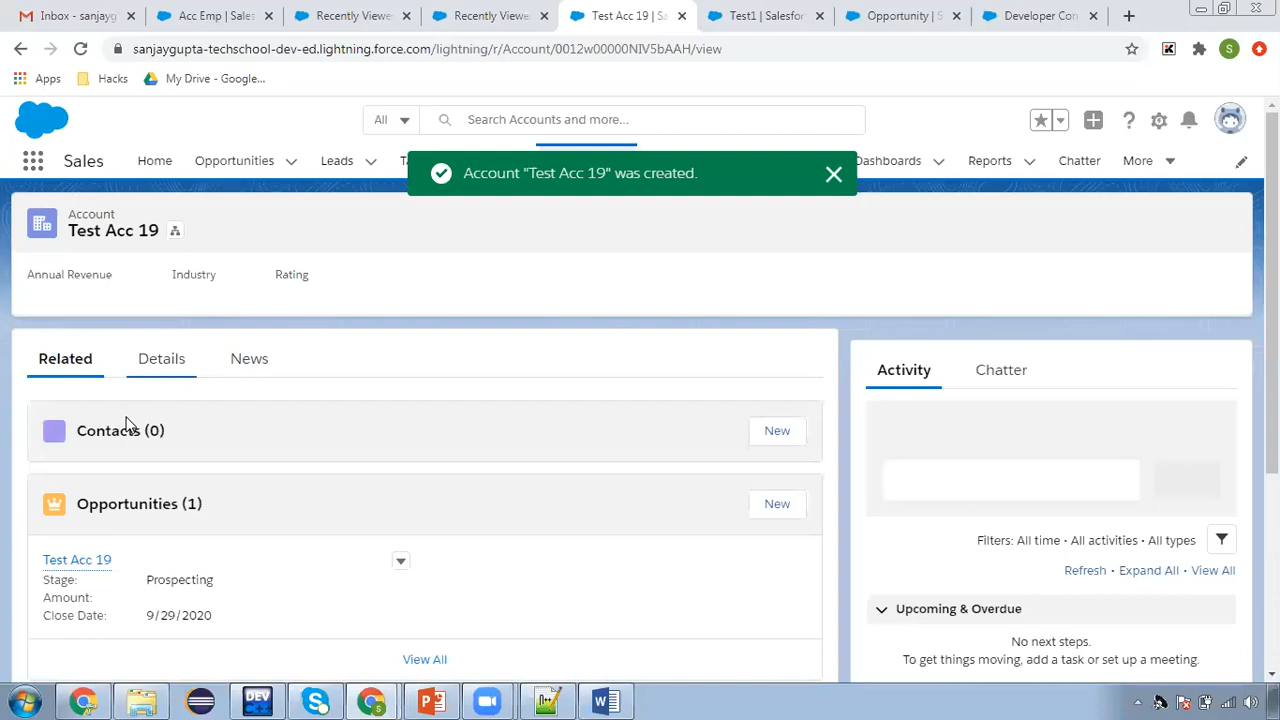 Inbox - sanjayg
Acc Emp | Sales
Recently Viewe
Recently Viewe
Test Acc 19 | Sa
Test1 | Salesfor
Opportunity | S
Developer Con
sanjaygupta-techschool-dev-ed.lightning.force.com/lightning/r/Account/0012w00000NIV5bAAH/view
S
Apps
Hacks
My Drive - Google...
All
Search Accounts and more...
Sales
Home
Opportunities
Leads
Dashboards
Reports
Chatter
More
Account "Test Acc 19" was created.
Account
Test Acc 19
Annual Revenue
Industry
Rating
Related
Details
News
Activity
Chatter
Contacts (0)
New
Opportunities (1)
New
Test Acc 19
Stage: Prospecting
Amount:
Close Date: 9/29/2020
View All
Filters: All time • All activities • All types
Refresh • Expand All • View All
Upcoming & Overdue
No next steps.
To get things moving, add a task or set up a meeting.